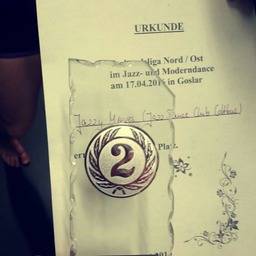 URKUNDE
liga Nord / Ost
im Jazz- und Moderndance
am 17.04.201 in Goslar
Jazzy Moves (Jazz Dance Club Cottbus)
2
Platz
201